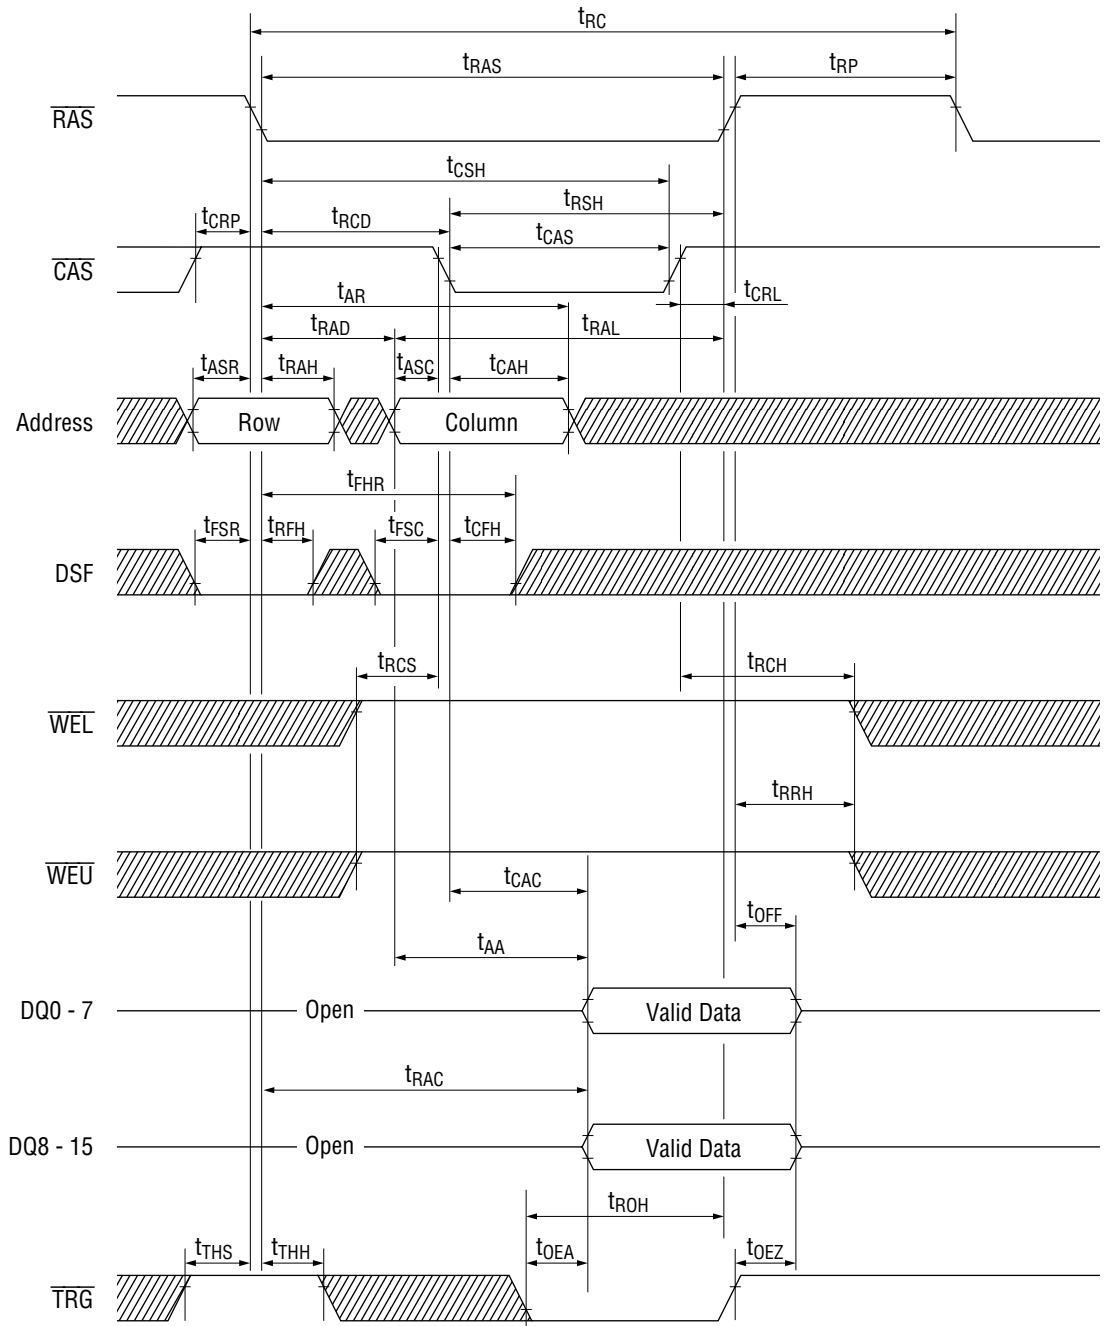 tRC
tRAS tRP
RAS
tCSH
tRSH
tCRP tRCD
tCAS
CAS
tCRL
tAR
tRAD tRAL
tASR tRAH tASC tCAH
Address Row Column
tFHR
tFSR tRFH tFSC tCFH
DSF
tRCS tRCH
WEL
tRRH
WEU
tCAC
tOFF
tAA
DQ0 - 7 Open Valid Data
tRAC
DQ8 - 15 Open Valid Data
tROH
tTHS tTHH tOEA tOEZ
TRG